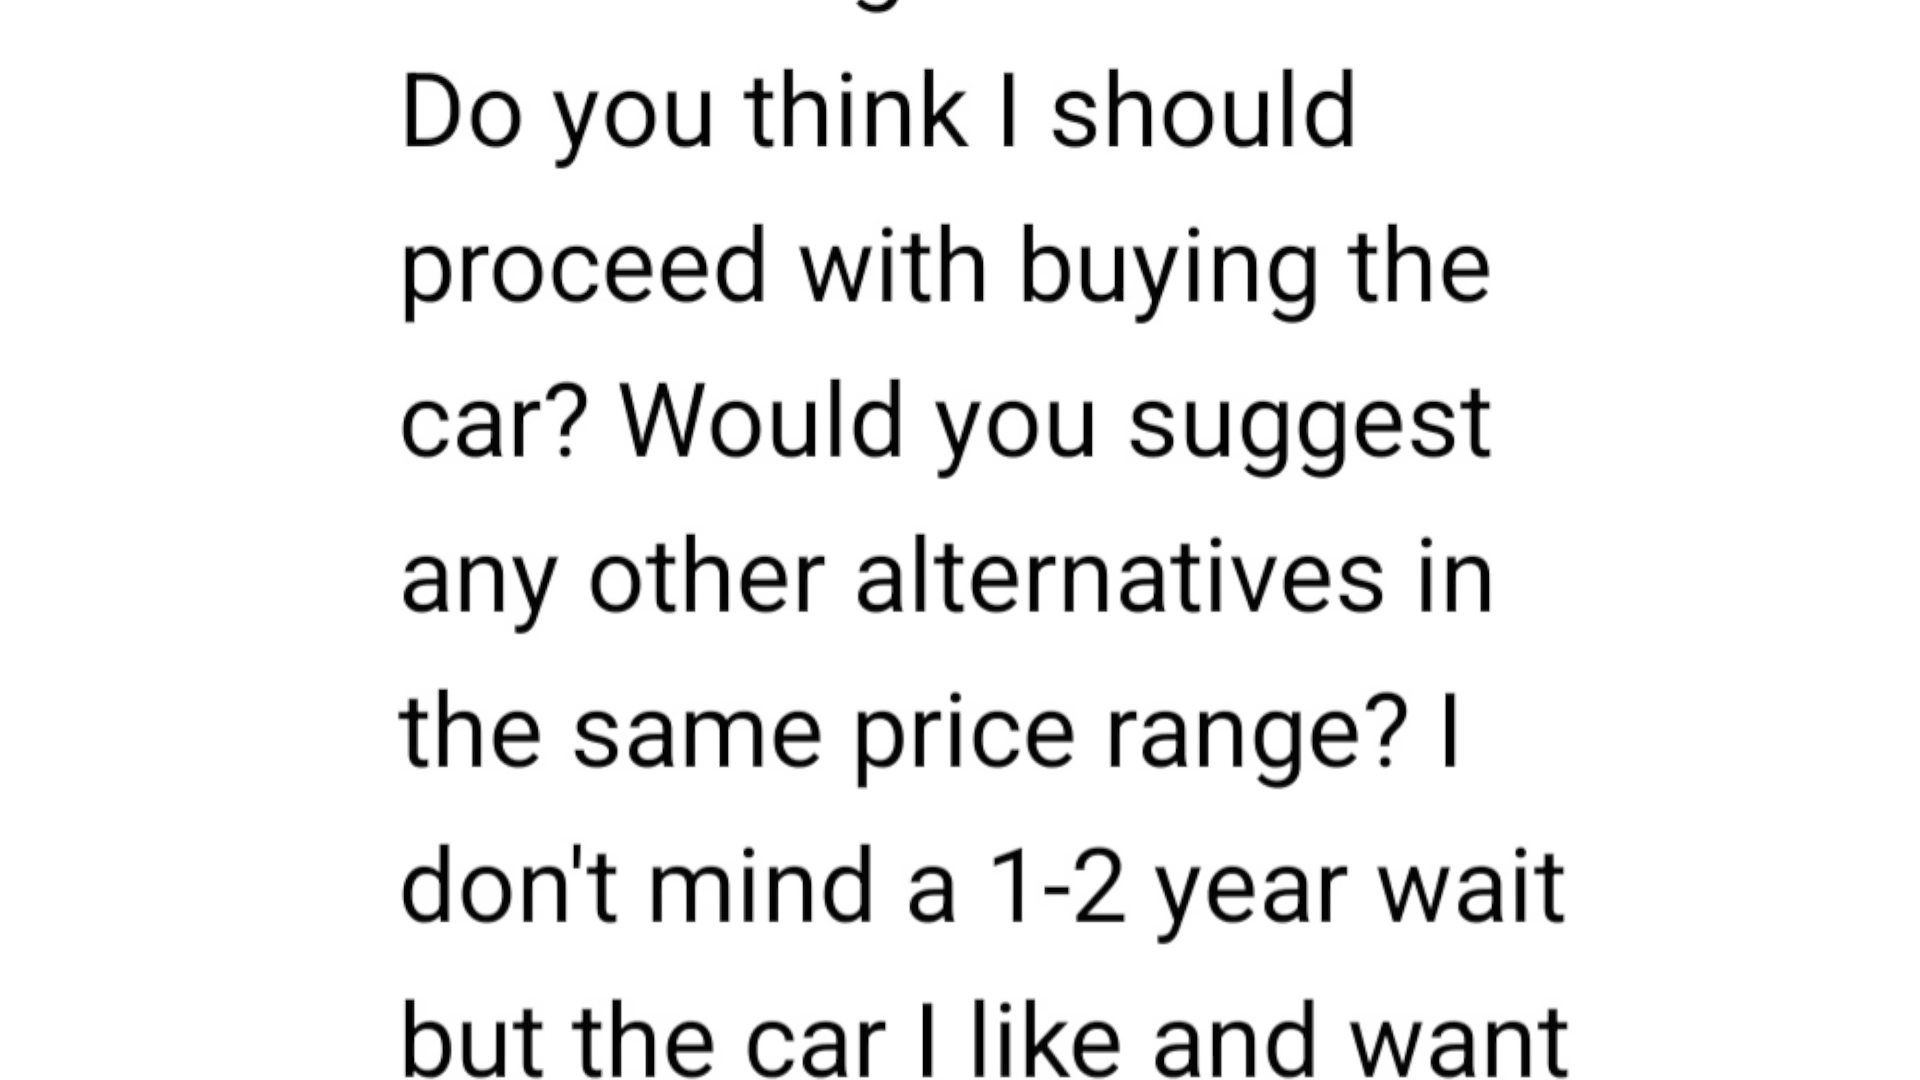 Do you think I should
proceed with buying the
car? Would you suggest
any other alternatives in
the same price range? I
don't mind a 1-2 year wait
but the car I like and want